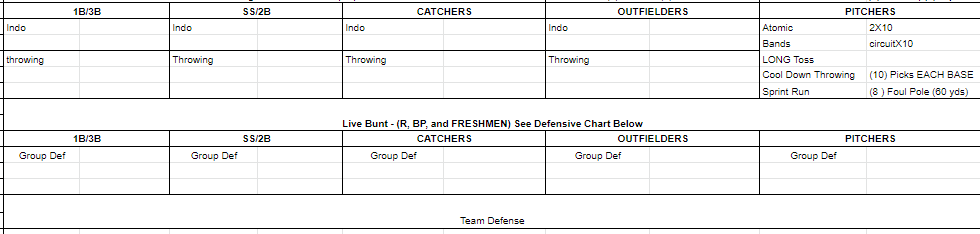 1B/3B SS/2B CATCHERS OUTFIELDERS PITCHERS
Indo Indo Indo Indo Atomic 2X10
Bands circuitX10
throwing Throwing Throwing Throwing LONG Toss
Cool Down Throwing (10) Picks EACH BASE
Sprint Run (8 ) Foul Pole (60 yds)
Live Bunt - (R, BP, and FRESHMEN) See Defensive Chart Below
1B/3B SS/2B CATCHERS OUTFIELDERS PITCHERS
Group Def Group Def Group Def Group Def Group Def
Team Defense